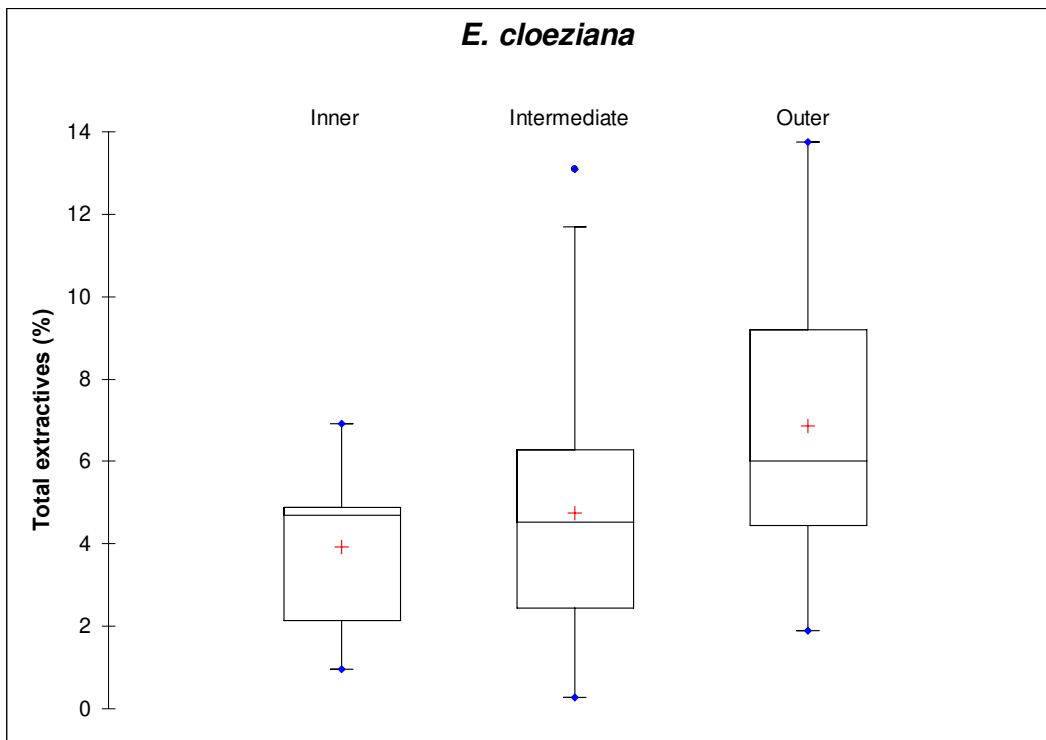 E. cloeziana
Inner Intermediate Outer
Total extractives (%)
14
12
10
8
6
4
2
0